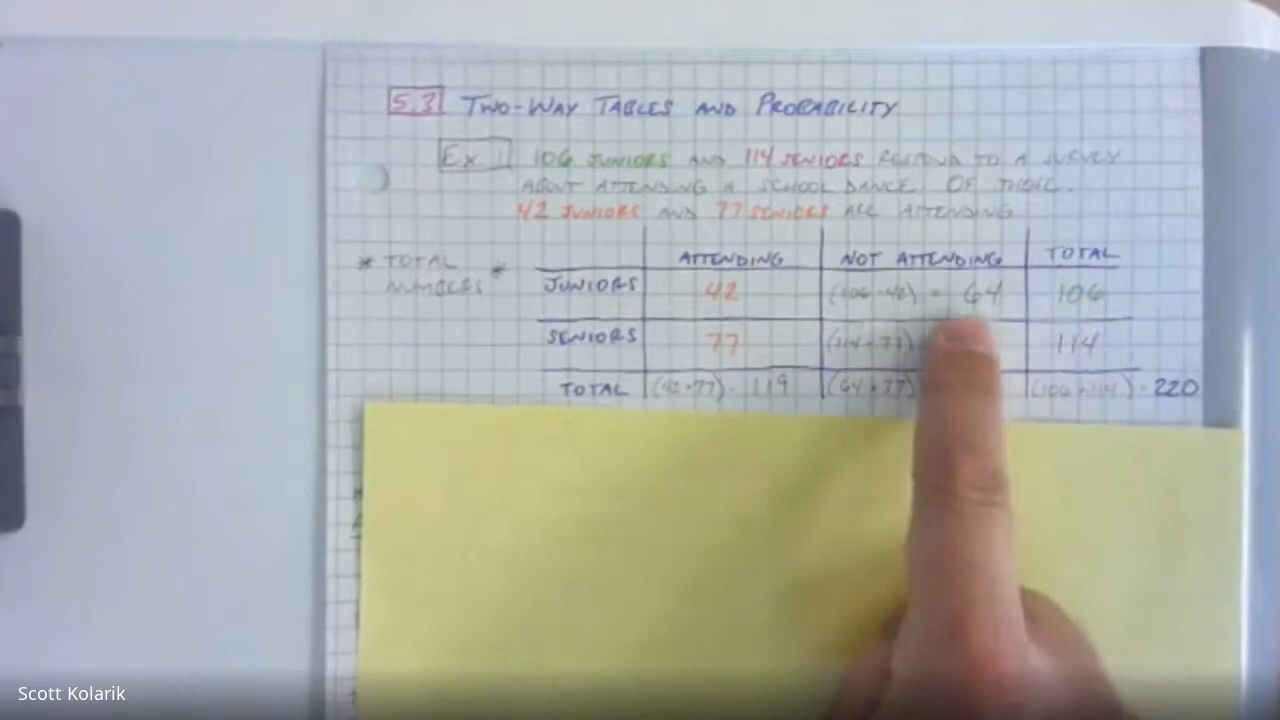 5.3 TWO-WAY TABLES AND PROBABILITY
Ex 1 106 JUNIORS AND 114 SENIORS RESPOND TO A SURVEY
ABOUT ATTENDING A SCHOOL DANCE. OF THOSE,
42 JUNIORS AND 77 SENIORS ARE ATTENDING
ATTENDING NOT ATTENDING TOTAL
* TOTAL NUMBERS *
JUNIORS 42 (106-42) = 64 106
SENIORS 77 (114-77) 114
TOTAL (42+77) = 119 (64+37) (106+114) = 220
Scott Kolarik